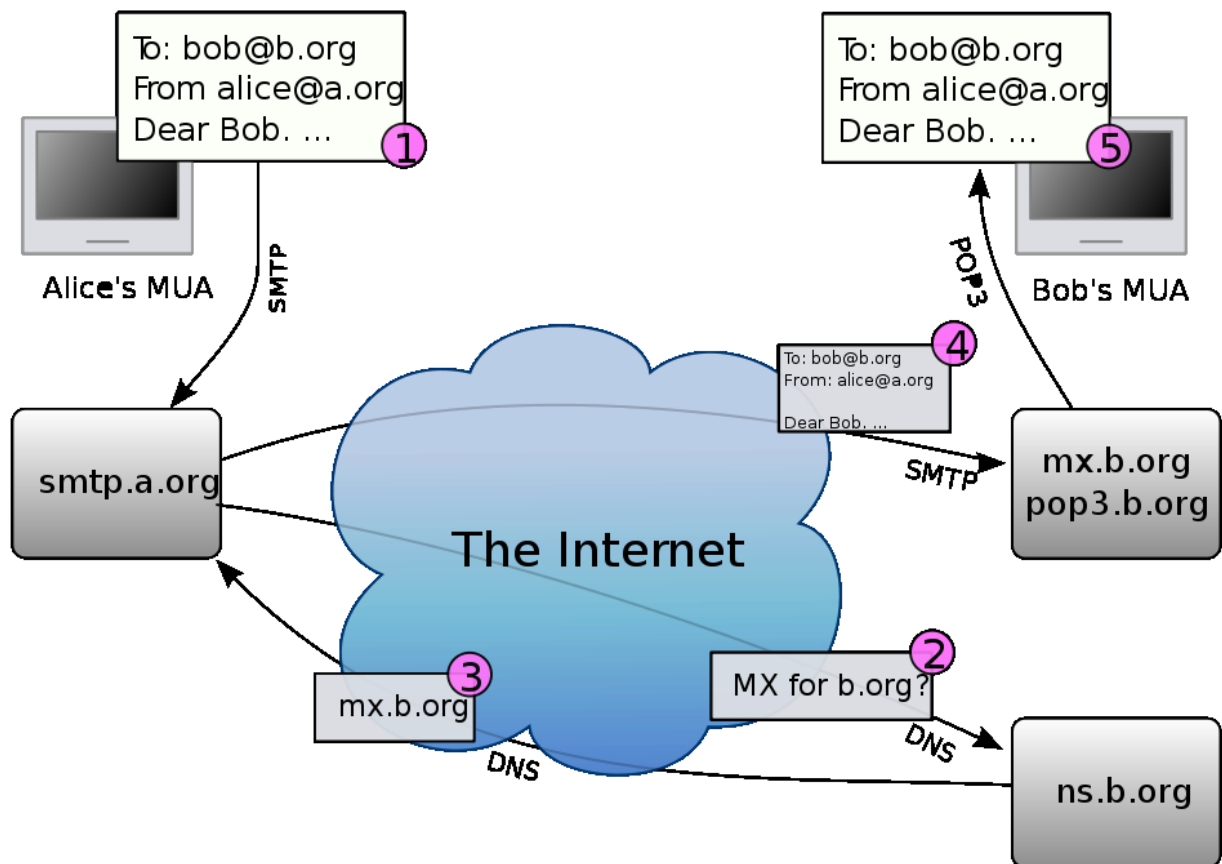 To: bob@b.org
From alice@a.org
Dear Bob. ...
1
Alice's MUA
SMTP
To: bob@b.org
From alice@a.org
Dear Bob. ...
5
Bob's MUA
POP3
To: bob@b.org
From: alice@a.org
Dear Bob. ...
4
SMTP
smtp.a.org
mx.b.org
pop3.b.org
The Internet
MX for b.org?
2
DNS
mx.b.org
3
DNS
ns.b.org